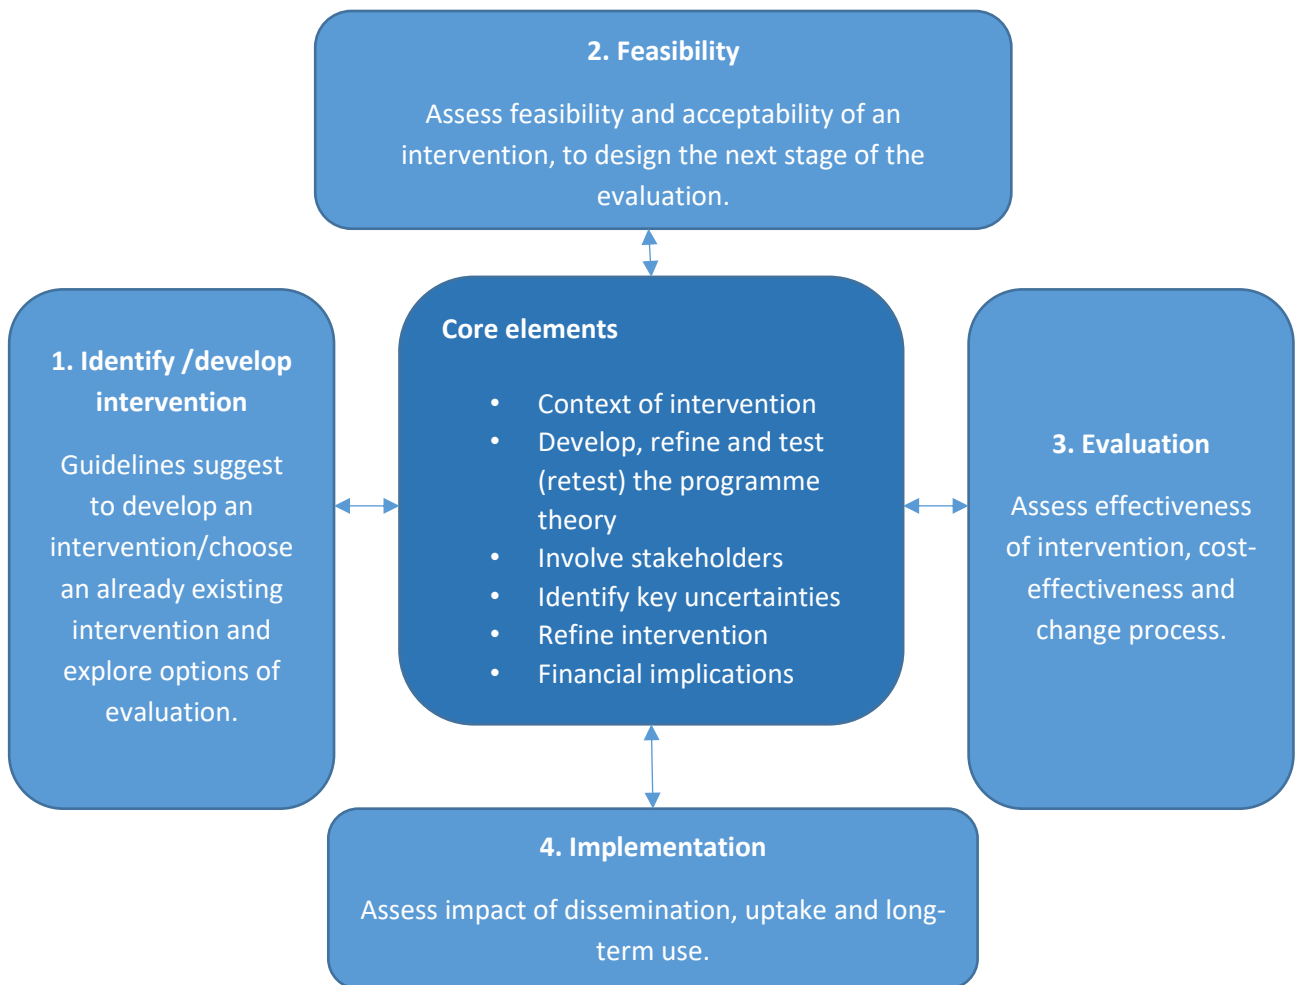 2. Feasibility
Assess feasibility and acceptability of an
intervention, to design the next stage of the
evaluation.
1. Identify /develop
intervention
Guidelines suggest
to develop an
intervention/choose
an already existing
intervention and
explore options of
evaluation.
Core elements
• Context of intervention
• Develop, refine and test
(retest) the programme
theory
• Involve stakeholders
• Identify key uncertainties
• Refine intervention
• Financial implications
3. Evaluation
Assess effectiveness
of intervention, cost-
effectiveness and
change process.
4. Implementation
Assess impact of dissemination, uptake and long-
term use.